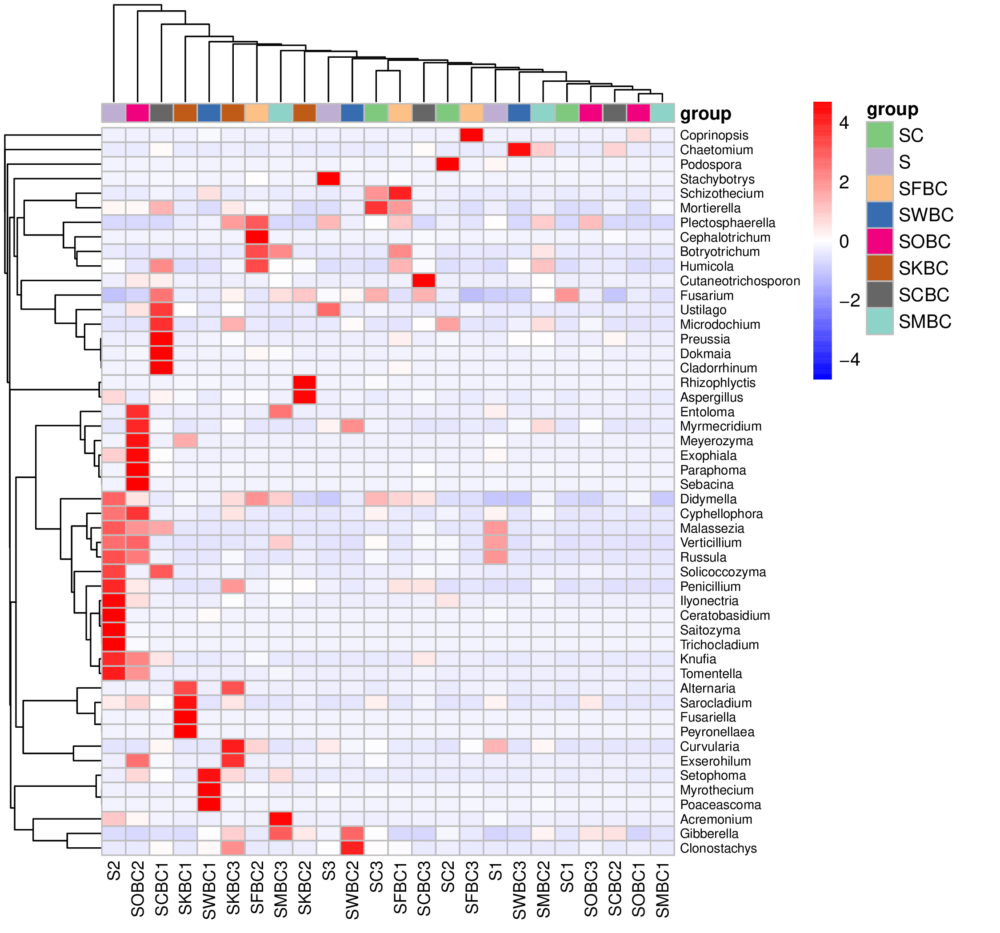 group
Coprinopsis
Chaetomium
Podospora
Stachybotrys
Schizothecium
Mortierella
Plectosphaerella
Cephalotrichum
Botryotrichum
Humicola
Cutaneotrichosporon
Fusarium
Ustilago
Microdochium
Preussia
Dokmaia
Cladorrhinum
Rhizophlyctis
Aspergillus
Entoloma
Myrmecridium
Meyerozyma
Exophiala
Paraphoma
Sebacina
Didymella
Cyphellophora
Malassezia
Verticillium
Russula
Solicoccozyma
Penicillium
Ilyonectria
Ceratobasidium
Saitozyma
Trichocladium
Knufia
Tomentella
Alternaria
Sarocladium
Fusariella
Peyronellaea
Curvularia
Exserohilum
Setophoma
Myrothecium
Poaceascoma
Acremonium
Gibberella
Clonostachys
S2
SOBC2
SCBC1
SKBC1
SWBC1
SKBC3
SFBC2
SMBC3
SKBC2
S3
SWBC2
SC3
SFBC1
SCBC3
SC2
SFBC3
S1
SWBC3
SMBC2
SC1
SOBC3
SCBC2
SOBC1
SMBC1
4
2
0
−2
−4
group
SC
S
SFBC
SWBC
SOBC
SKBC
SCBC
SMBC